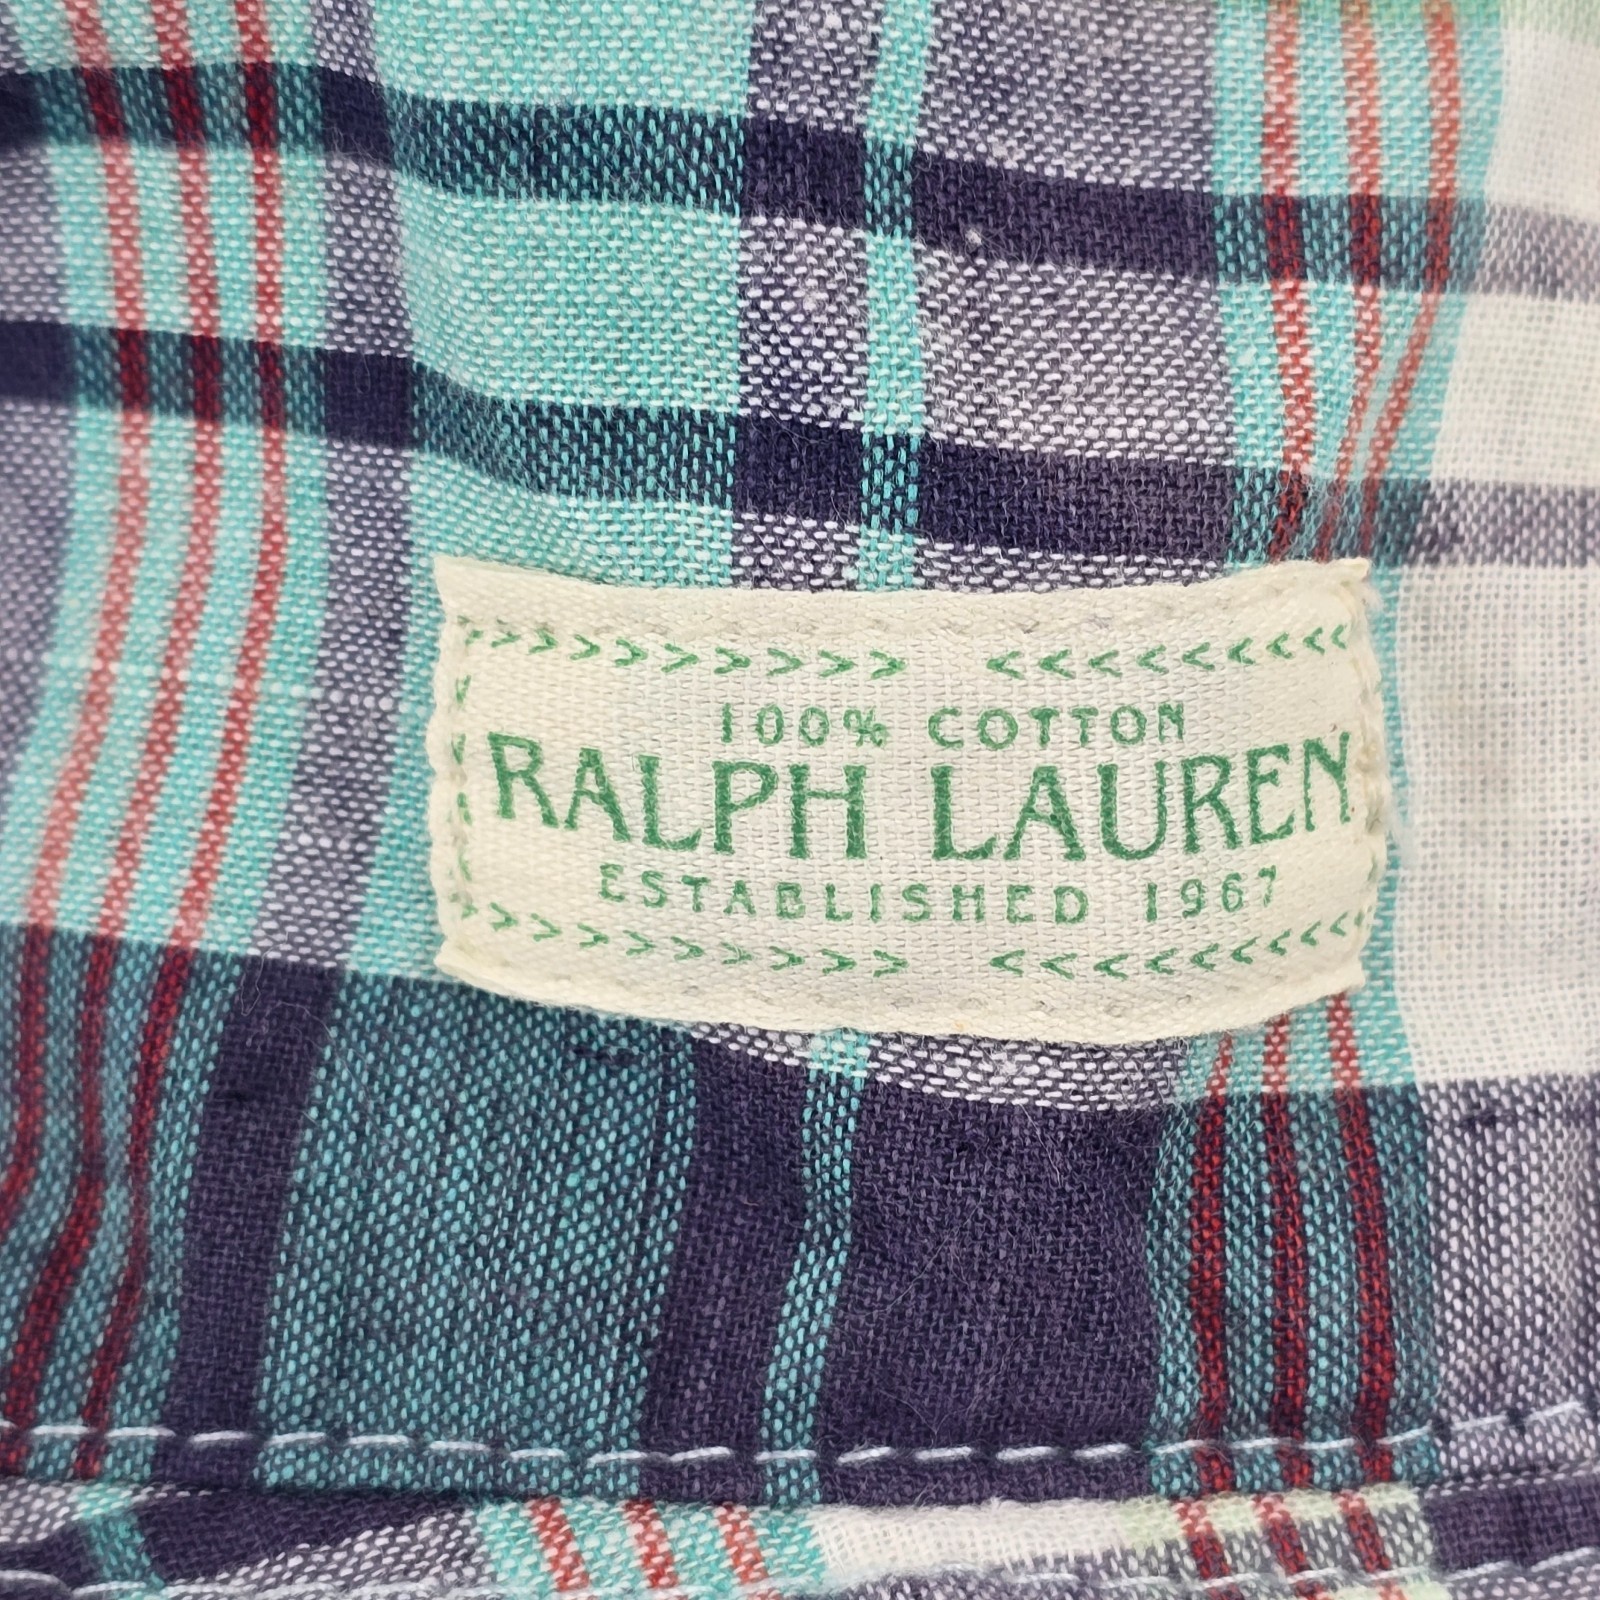 100% COTTON
RALPH LAUREN
ESTABLISHED 1967